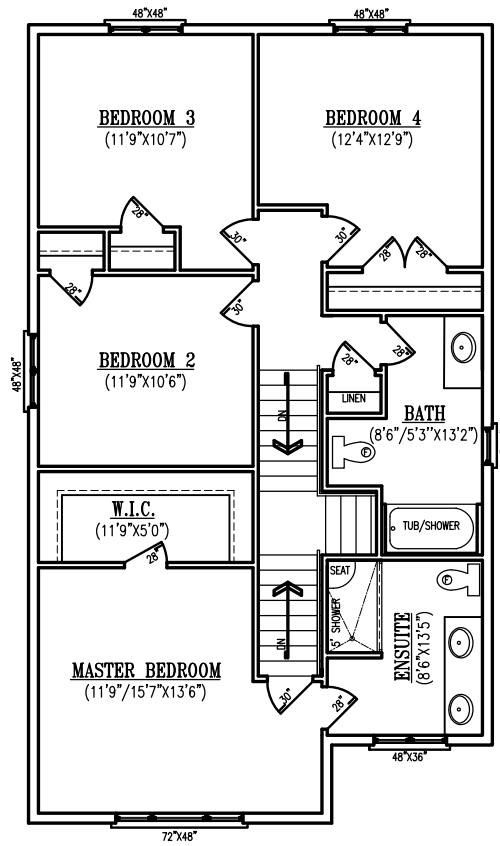 48"X48"
48"X48"
BEDROOM 3
(11'9"X10'7")
BEDROOM 4
(12'4"X12'9")
28"
30"
30"
28"
28"
28"
30"
48"X48"
BEDROOM 2
(11'9"X10'6")
28"
28"
LINEN
DN
BATH
(8'6"/5'3"X13'2")
F
W.I.C.
(11'9"X5'0")
28"
TUB/SHOWER
48"
SEAT
5' SHOWER
F
ENSUITE
(8'6"X13'5")
DN
MASTER BEDROOM
(11'9"/15'7"X13'6")
30"
28"
48"X36"
72"X48"